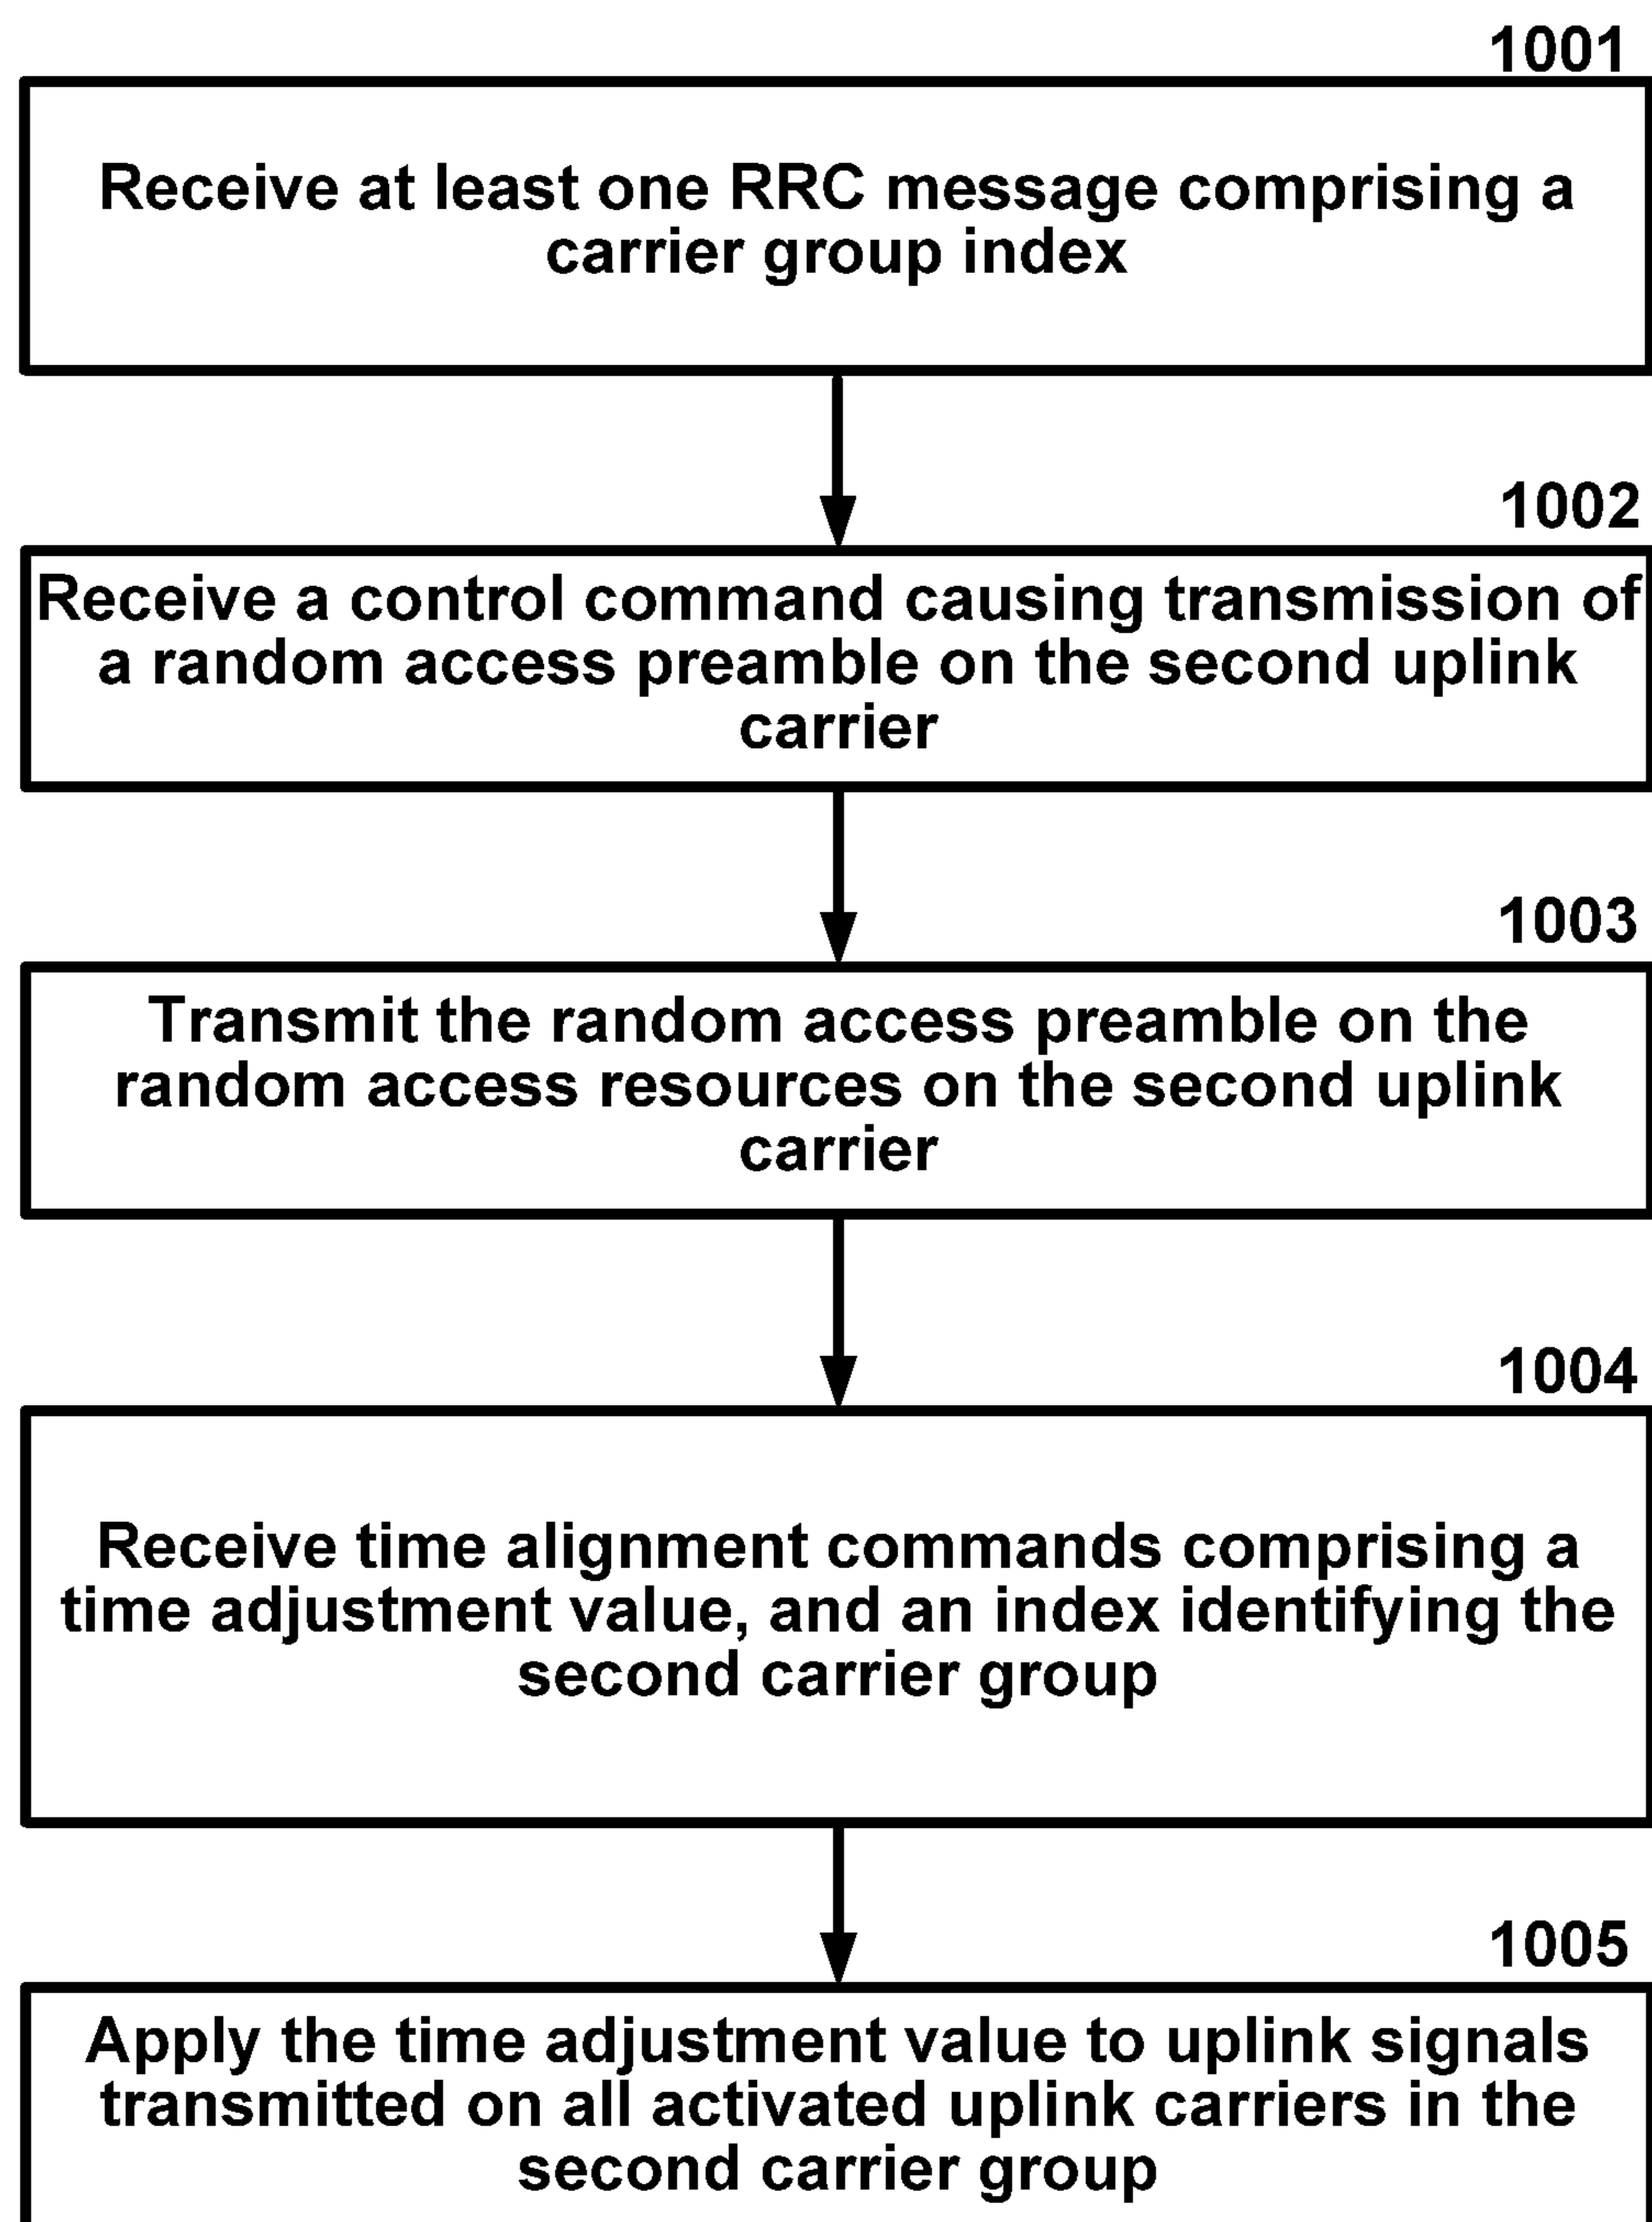 1001
Receive at least one RRC message comprising a
carrier group index
1002
Receive a control command causing transmission of
a random access preamble on the second uplink
carrier
1003
Transmit the random access preamble on the
random access resources on the second uplink
carrier
1004
Receive time alignment commands comprising a
time adjustment value, and an index identifying the
second carrier group
1005
Apply the time adjustment value to uplink signals
transmitted on all activated uplink carriers in the
second carrier group